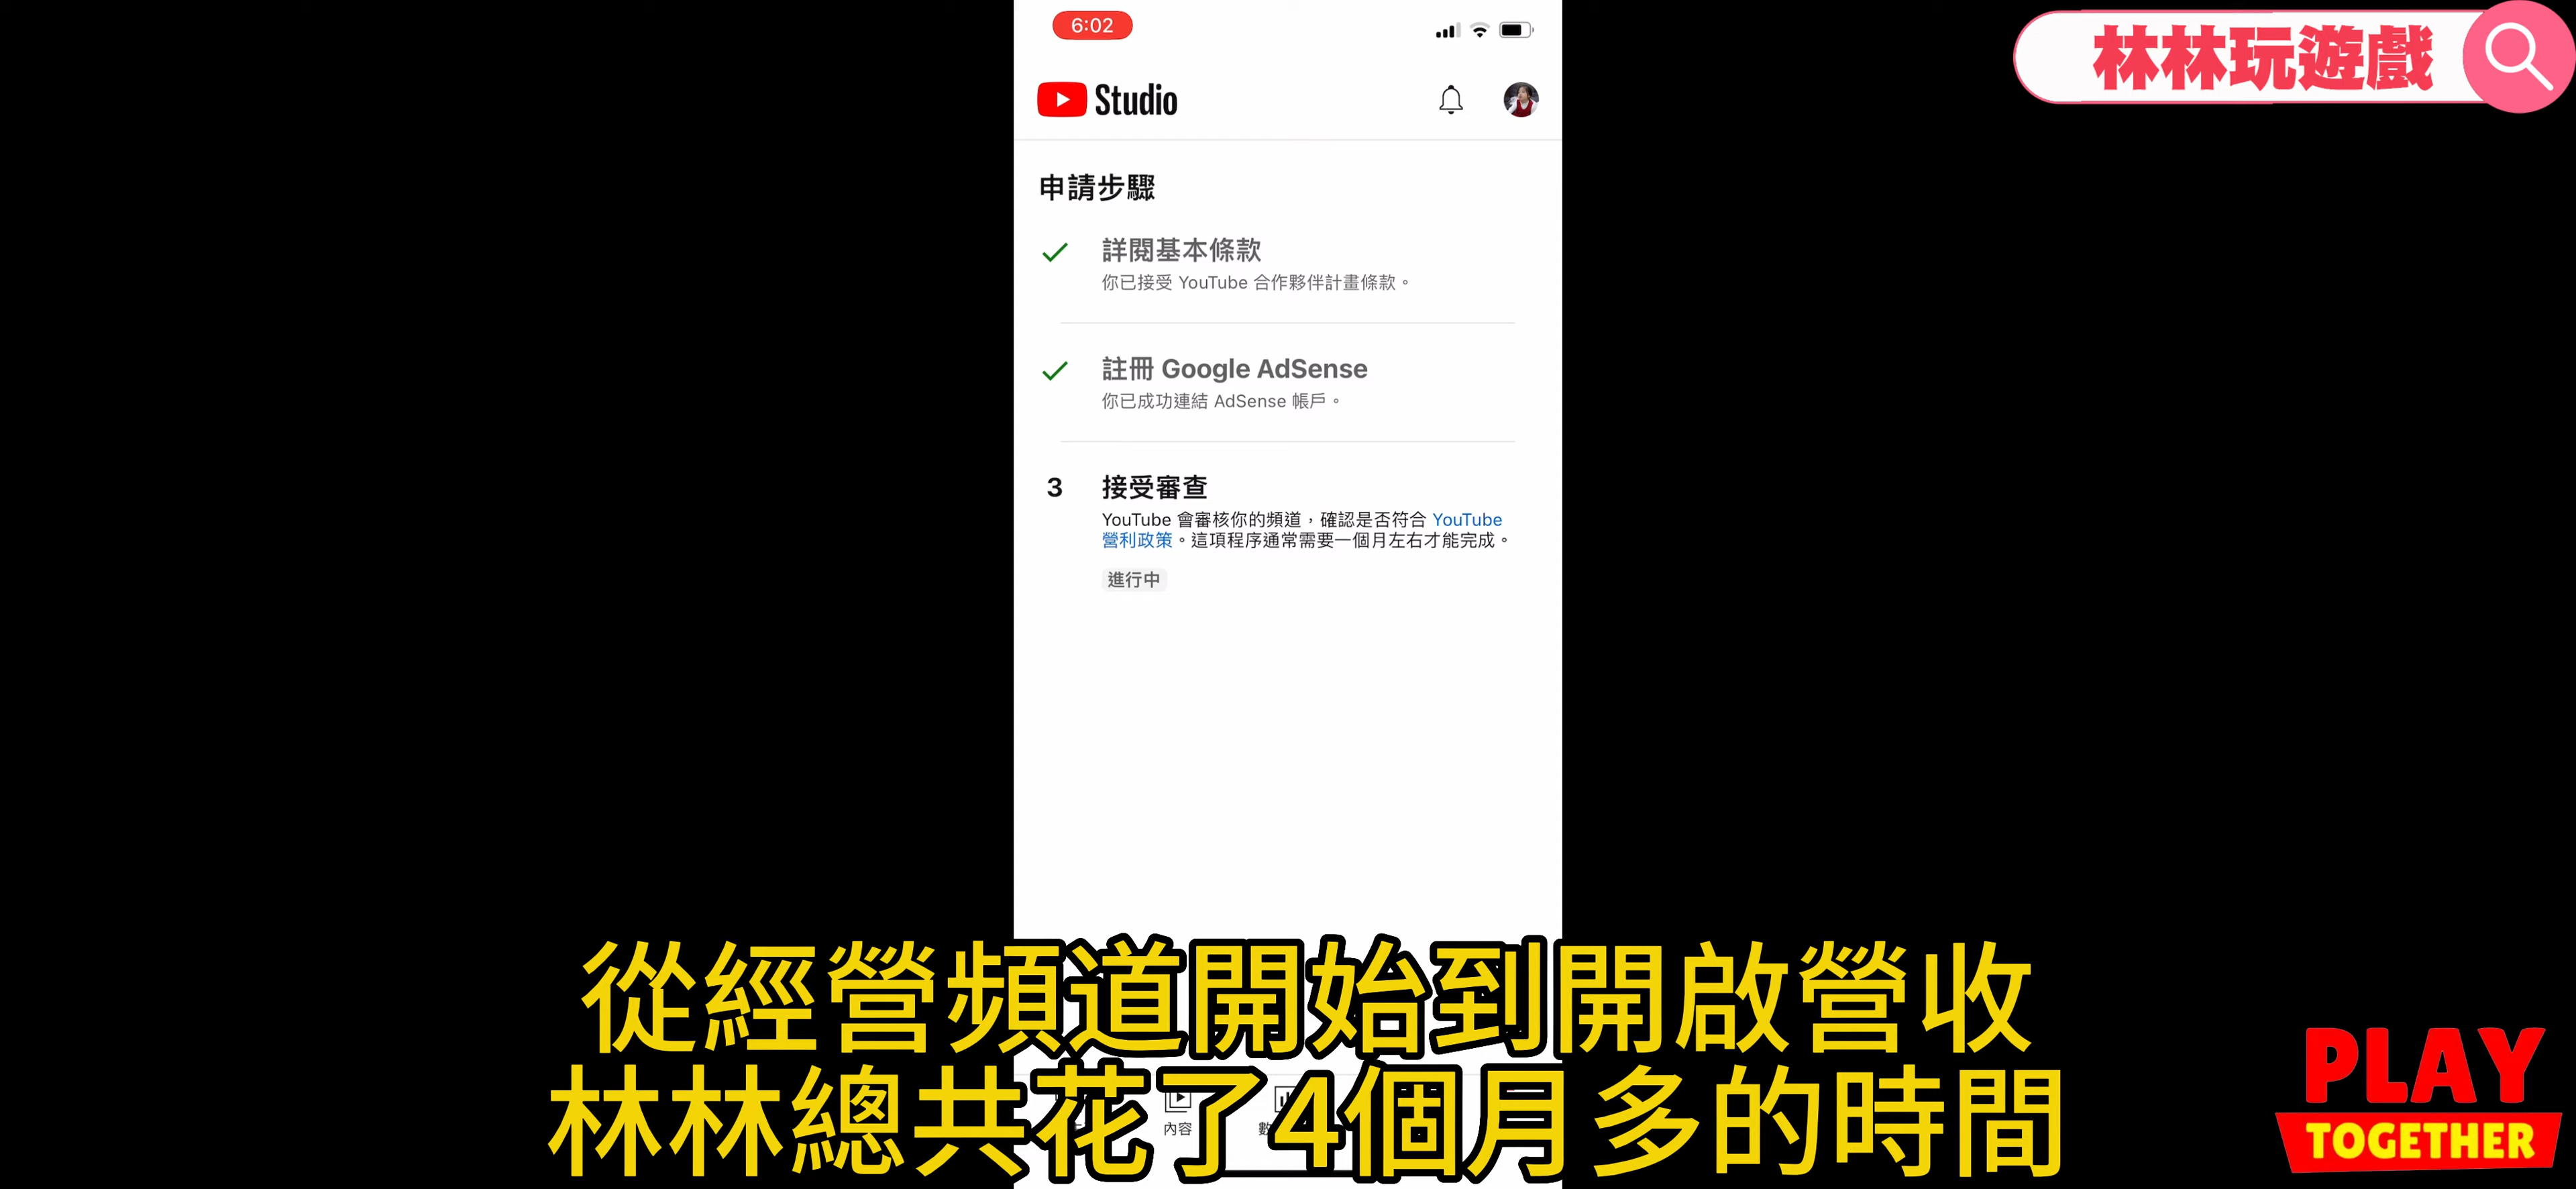 6:02
林林玩遊戲
Studio
申請步驟
詳閱基本條款
你已接受 YouTube 合作夥伴計畫條款。
註冊 Google AdSense
你已成功連結 AdSense 帳戶。
3 接受審查
YouTube 會審核你的頻道，確認是否符合 YouTube
營利政策。這項程序通常需要一個月左右才能完成。
進行中
從經營頻道開始到開啟營收
林林總共花了4個月多的時間
內容
數
PLAY
TOGETHER